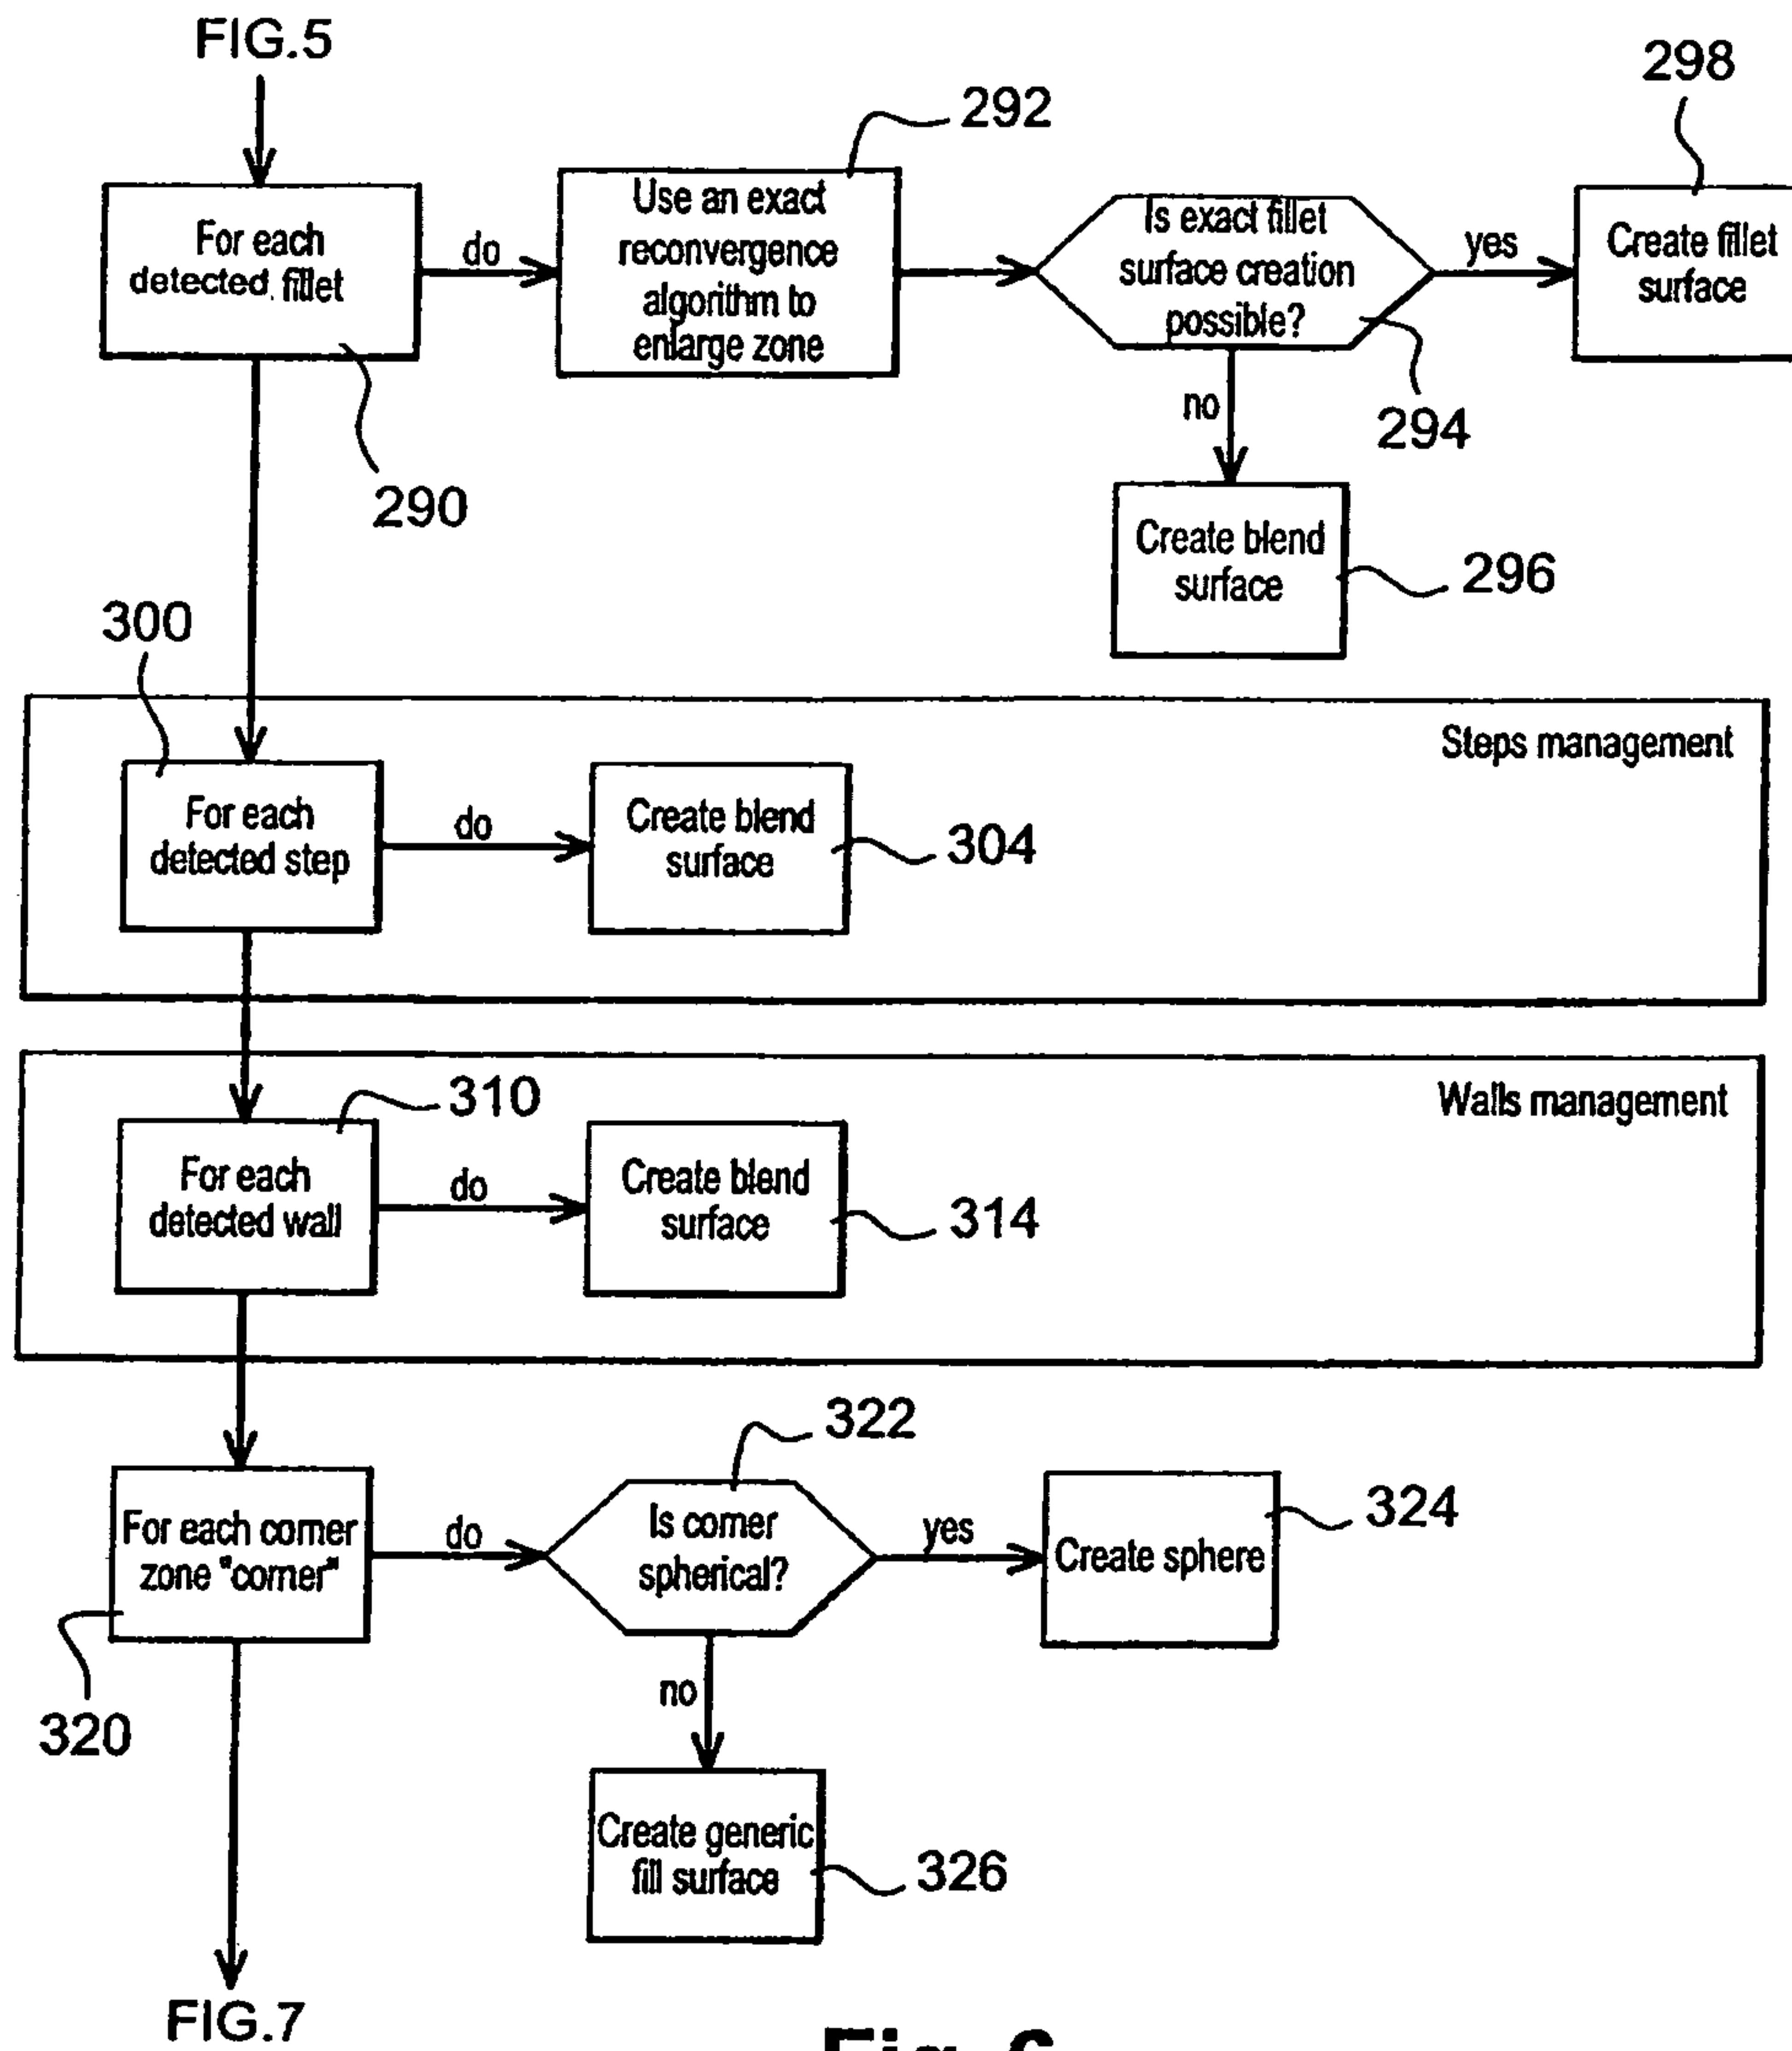 FIG.5
298
292
For each
detected fillet
do
Use an exact
reconvergence
algorithm to
enlarge zone
Is exact fillet
surface creation
possible?
yes
Create fillet
surface
no
294
290
Create blend
surface
296
300
Steps management
For each
detected step
do
Create blend
surface
304
Walls management
310
For each
detected wall
do
Create blend
surface
314
322
For each corner
zone "corner"
do
Is corner
spherical?
yes
Create sphere
324
320
no
Create generic
fill surface
326
FIG.7
Fig. 6